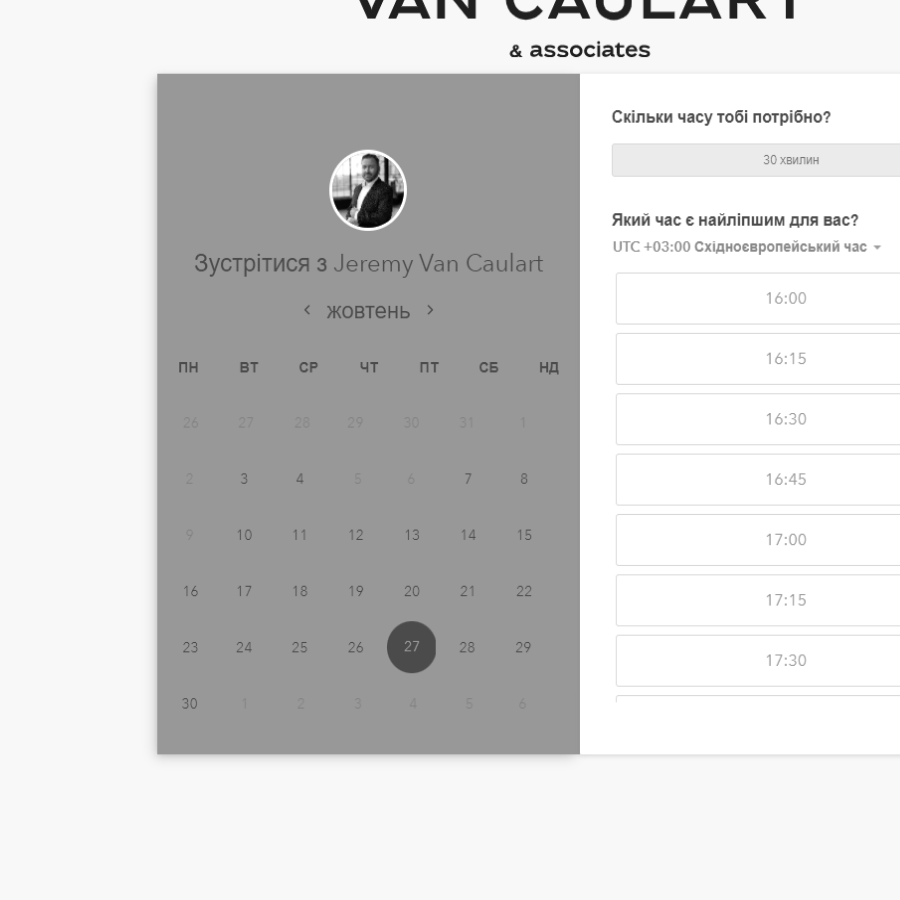 VAN CAULART
& associates
Зустрітися з Jeremy Van Caulart
жовтень
ПН ВТ СР ЧТ ПТ СБ НД
26 27 28 29 30 31 1
2 3 4 5 6 7 8
9 10 11 12 13 14 15
16 17 18 19 20 21 22
23 24 25 26 27 28 29
30 1 2 3 4 5 6
Скільки часу тобі потрібно?
30 хвилин
Який час є найліпшим для вас?
UTC +03:00 Східноєвропейський час
16:00
16:15
16:30
16:45
17:00
17:15
17:30